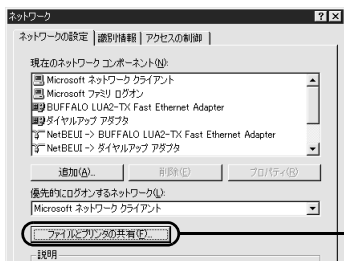 ネットワーク
ネットワークの設定 識別情報 アクセスの制御
現在のネットワーク コンポーネント(N):
Microsoft ネットワーク クライアント
Microsoft ファミリ ログオン
BUFFALO LUA2-TX Fast Ethernet Adapter
ダイヤルアップ アダプタ
NetBEUI -> BUFFALO LUA2-TX Fast Ethernet Adapter
NetBEUI -> ダイヤルアップ アダプタ
追加(A)... 削除(E) プロパティ(R)
優先的にログオンするネットワーク(L):
Microsoft ネットワーク クライアント
ファイルとプリンタの共有(F)...
説明